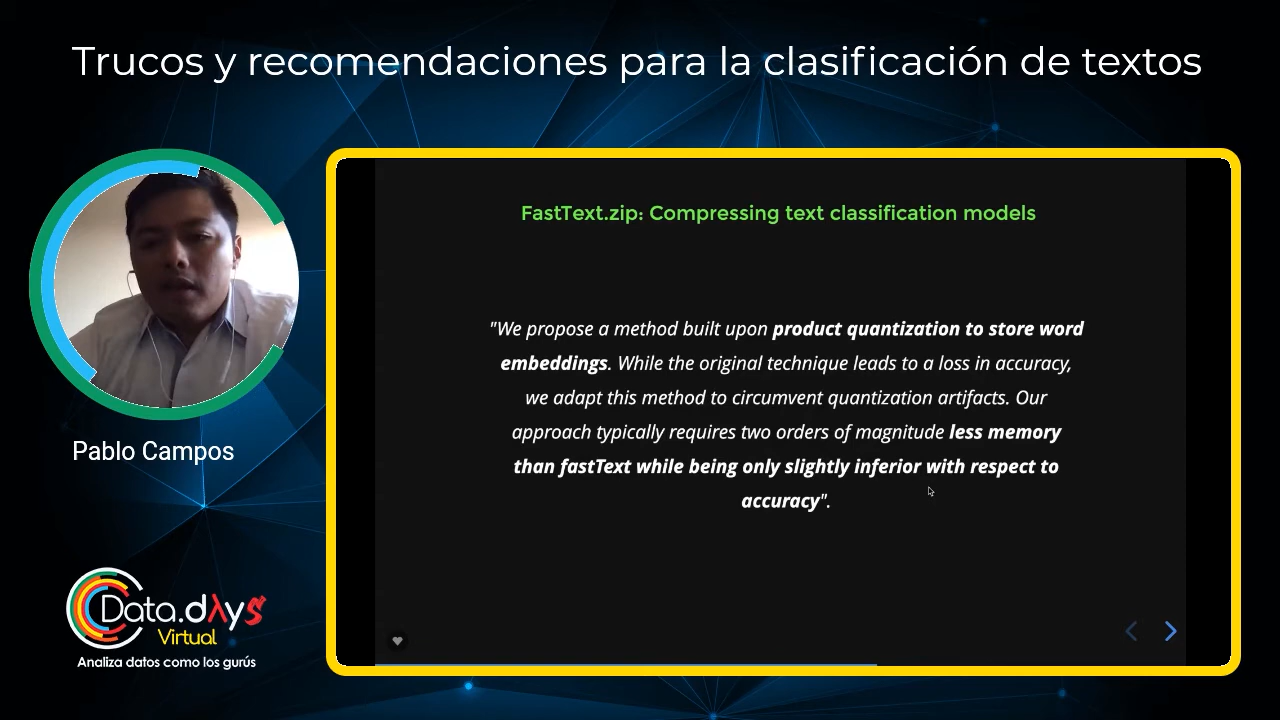 Trucos y recomendaciones para la clasificación de textos
FastText.zip: Compressing text classification models
"We propose a method built upon product quantization to store word
embeddings. While the original technique leads to a loss in accuracy,
we adapt this method to circumvent quantization artifacts. Our
approach typically requires two orders of magnitude less memory
than fastText while being only slightly inferior with respect to
accuracy".
Pablo Campos
Data.dλys
Virtual
Analiza datos como los gurús